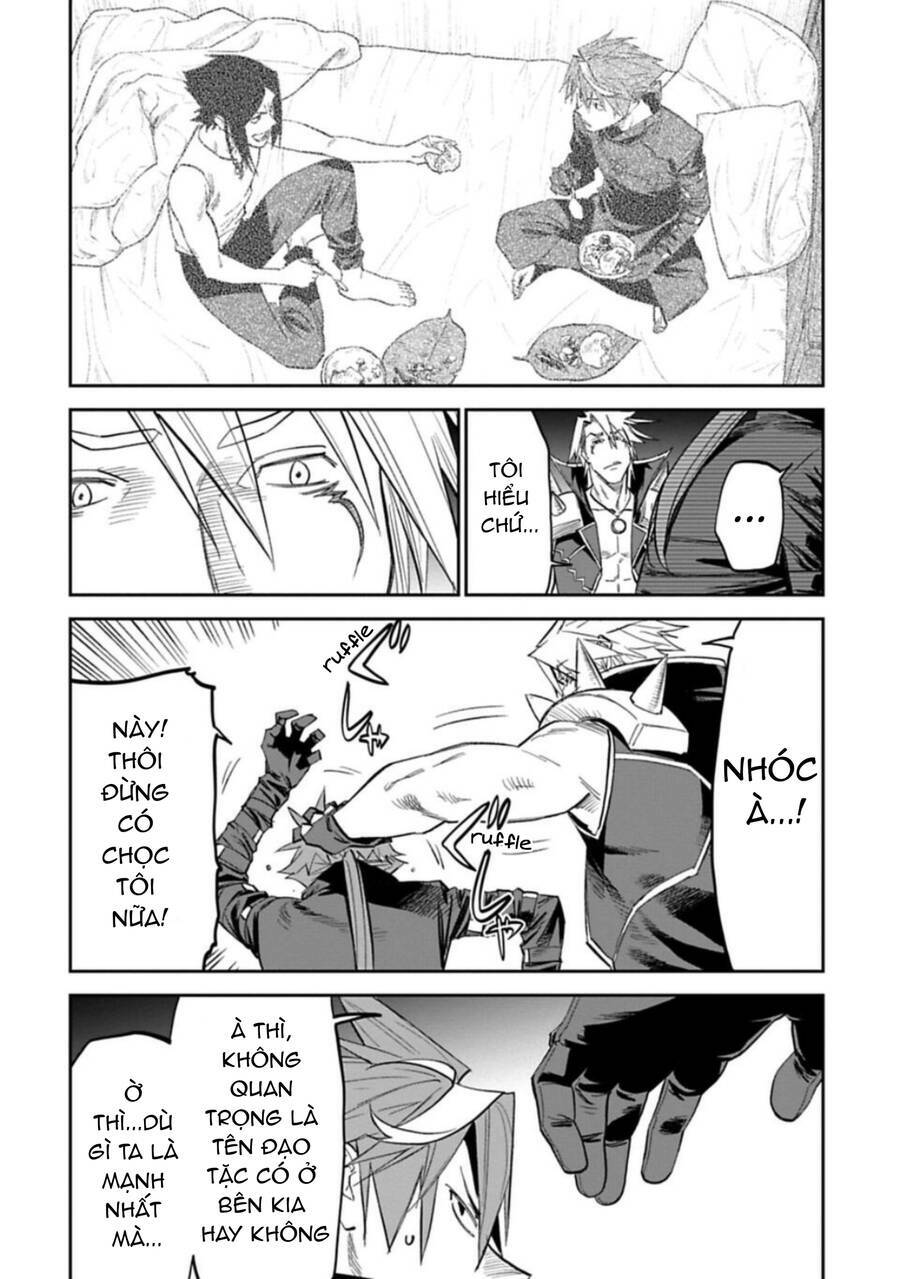 ...
TÔI
HIỂU
CHỨ...
NHÓC
À...!
ruffle
ruffle
NÀY!
THÔI
ĐỪNG
CÓ
CHỌC
TÔI
NỮA!
À THÌ,
KHÔNG
QUAN
TRỌNG LÀ
TÊN ĐẠO
TẶC CÓ Ở
BÊN KIA
HAY KHÔNG
Ờ
THÌ...DÙ
GÌ TA LÀ
MẠNH
NHẤT
MÀ...